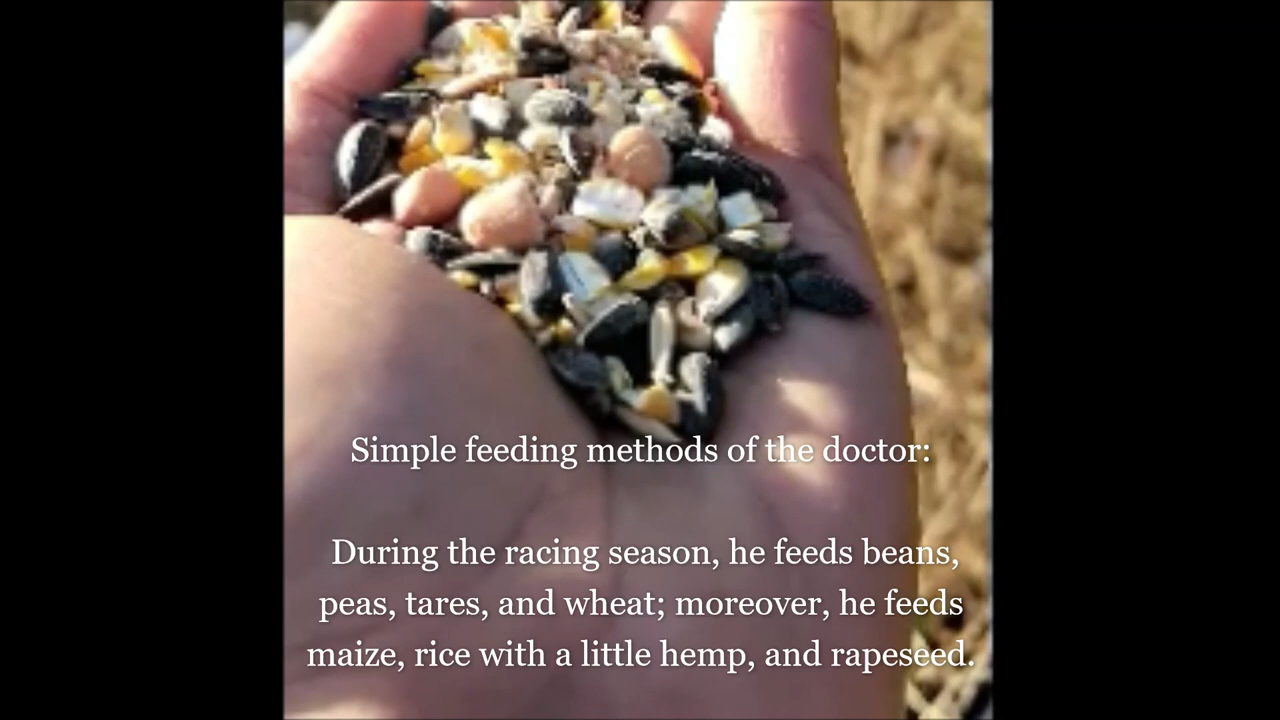 Simple feeding methods of the doctor:
During the racing season, he feeds beans,
peas, tares, and wheat; moreover, he feeds
maize, rice with a little hemp, and rapeseed.